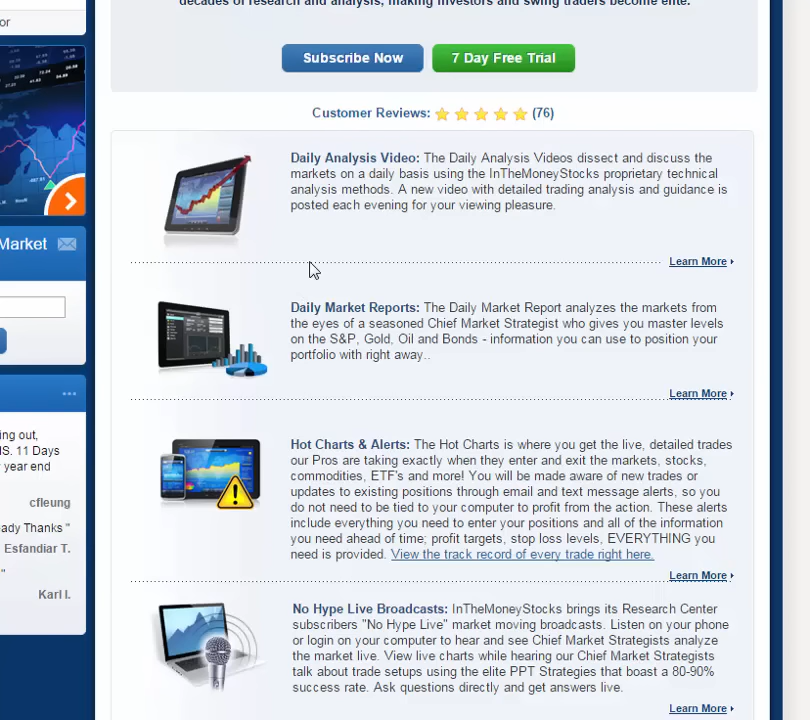 decades of research and analysis, making investors and swing traders become elite.
or
Subscribe Now
7 Day Free Trial
Customer Reviews:
(76)
Daily Analysis Video: The Daily Analysis Videos dissect and discuss the
markets on a daily basis using the InTheMoneyStocks proprietary technical
analysis methods. A new video with detailed trading analysis and guidance is
posted each evening for your viewing pleasure.
Learn More
Market
Daily Market Reports: The Daily Market Report analyzes the markets from
the eyes of a seasoned Chief Market Strategist who gives you master levels
on the S&P, Gold, Oil and Bonds - information you can use to position your
portfolio with right away..
Learn More
...
Hot Charts & Alerts: The Hot Charts is where you get the live, detailed trades
our Pros are taking exactly when they enter and exit the markets, stocks,
commodities, ETF's and more! You will be made aware of new trades or
updates to existing positions through email and text message alerts, so you
do not need to be tied to your computer to profit from the action. These alerts
include everything you need to enter your positions and all of the information
you need ahead of time; profit targets, stop loss levels, EVERYTHING you
need is provided. View the track record of every trade right here.
Learn More
ing out,
IS. 11 Days
year end
cfleung
ady Thanks "
Esfandiar T.
"
Karl I.
No Hype Live Broadcasts: InTheMoneyStocks brings its Research Center
subscribers "No Hype Live" market moving broadcasts. Listen on your phone
or login on your computer to hear and see Chief Market Strategists analyze
the market live. View live charts while hearing our Chief Market Strategists
talk about trade setups using the elite PPT Strategies that boast a 80-90%
success rate. Ask questions directly and get answers live.
Learn More